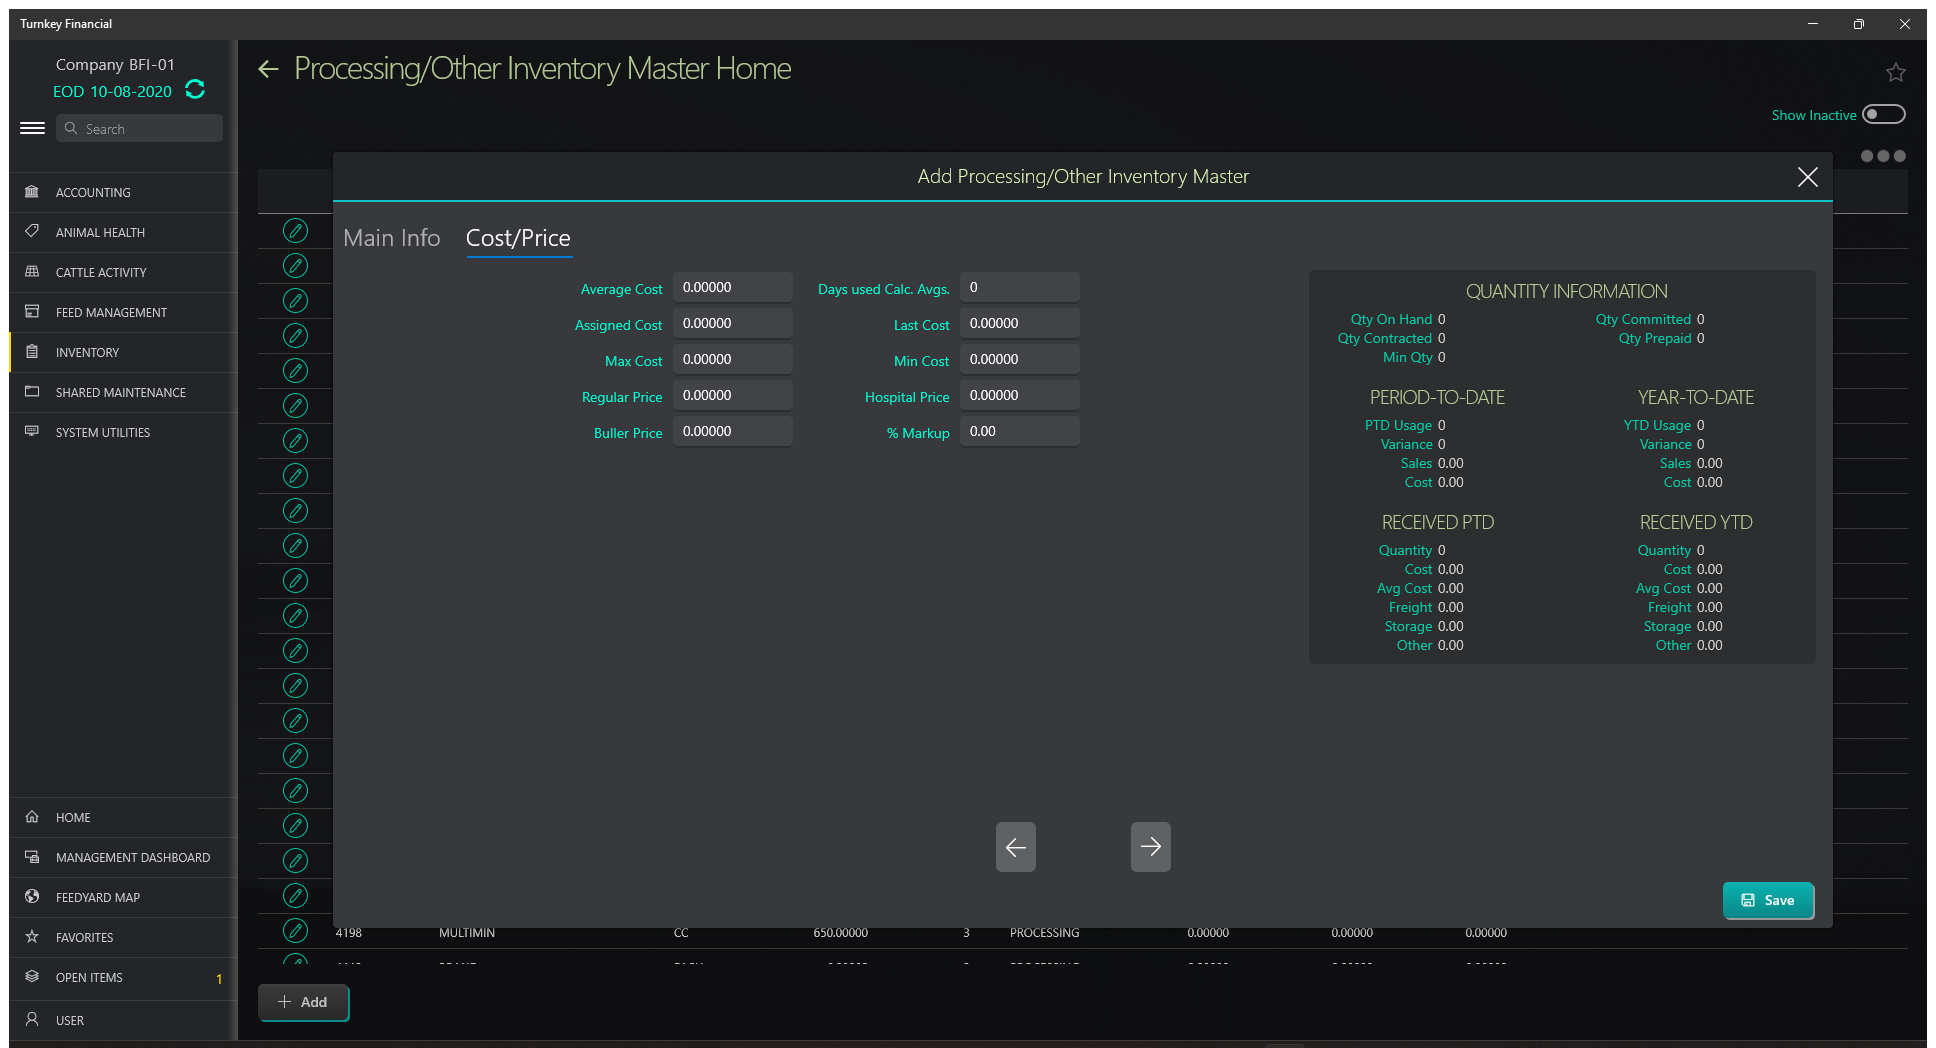 Turnkey Financial
Company BFI-01
EOD 10-08-2020
Search
ACCOUNTING
ANIMAL HEALTH
CATTLE ACTIVITY
FEED MANAGEMENT
INVENTORY
SHARED MAINTENANCE
SYSTEM UTILITIES
HOME
MANAGEMENT DASHBOARD
FEEDYARD MAP
FAVORITES
OPEN ITEMS 1
USER
Processing/Other Inventory Master Home
Show Inactive
Add Processing/Other Inventory Master
Main Info Cost/Price
Average Cost 0.00000 Days used Calc. Avgs. 0
Assigned Cost 0.00000 Last Cost 0.00000
Max Cost 0.00000 Min Cost 0.00000
Regular Price 0.00000 Hospital Price 0.00000
Buller Price 0.00000 % Markup 0.00
QUANTITY INFORMATION
Qty On Hand 0 Qty Committed 0
Qty Contracted 0 Qty Prepaid 0
Min Qty 0
PERIOD-TO-DATE YEAR-TO-DATE
PTD Usage 0 YTD Usage 0
Variance 0 Variance 0
Sales 0.00 Sales 0.00
Cost 0.00 Cost 0.00
RECEIVED PTD RECEIVED YTD
Quantity 0 Quantity 0
Cost 0.00 Cost 0.00
Avg Cost 0.00 Avg Cost 0.00
Freight 0.00 Freight 0.00
Storage 0.00 Storage 0.00
Other 0.00 Other 0.00
Save
4198 MULTIMIN CC 650.00000 3 PROCESSING 0.00000 0.00000 0.00000
Add